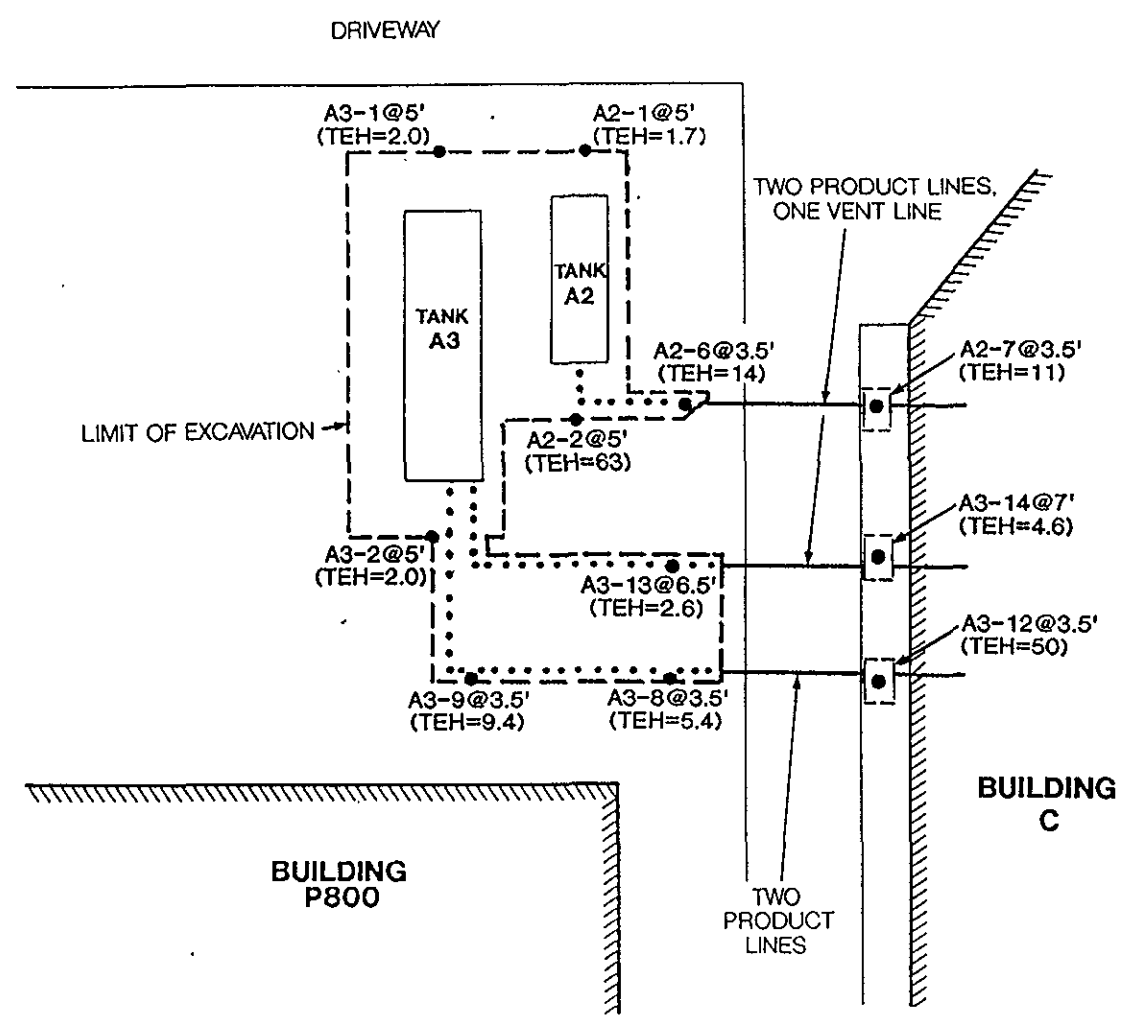 DRIVEWAY
A3-1@5'
(TEH=2.0)
A2-1@5'
(TEH=1.7)
TWO PRODUCT LINES,
ONE VENT LINE
TANK
A2
TANK
A3
A2-6@3.5'
(TEH=14)
A2-7@3.5'
(TEH=11)
LIMIT OF EXCAVATION
A2-2@5'
(TEH=63)
A3-14@7'
(TEH=4.6)
A3-2@5'
(TEH=2.0)
A3-13@6.5'
(TEH=2.6)
A3-12@3.5'
(TEH=50)
A3-9@3.5'
(TEH=9.4)
A3-8@3.5'
(TEH=5.4)
BUILDING
C
BUILDING
P800
TWO
PRODUCT
LINES